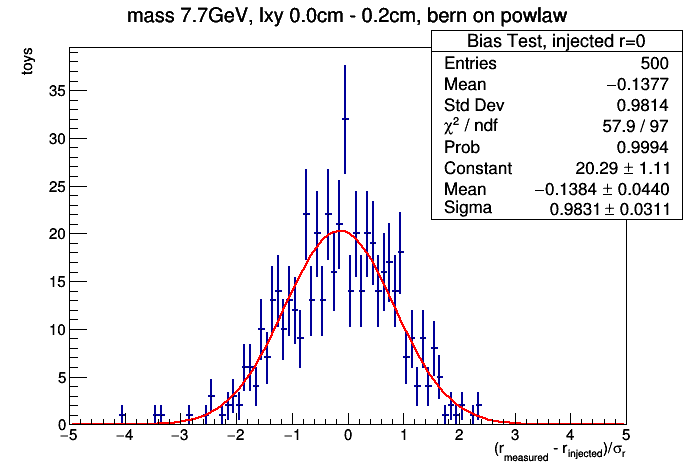 mass 7.7GeV, lxy 0.0cm - 0.2cm, bern on powlaw
Bias Test, injected r=0
Entries 500
Mean −0.1377
Std Dev 0.9814
χ² / ndf 57.9 / 97
Prob 0.9994
Constant 20.29 ± 1.11
Mean −0.1384 ± 0.0440
Sigma 0.9831 ± 0.0311
toys
35
30
25
20
15
10
5
0
−5 −4 −3 −2 −1 0 1 2 3 4 5
(r_measured - r_injected)/σ_r